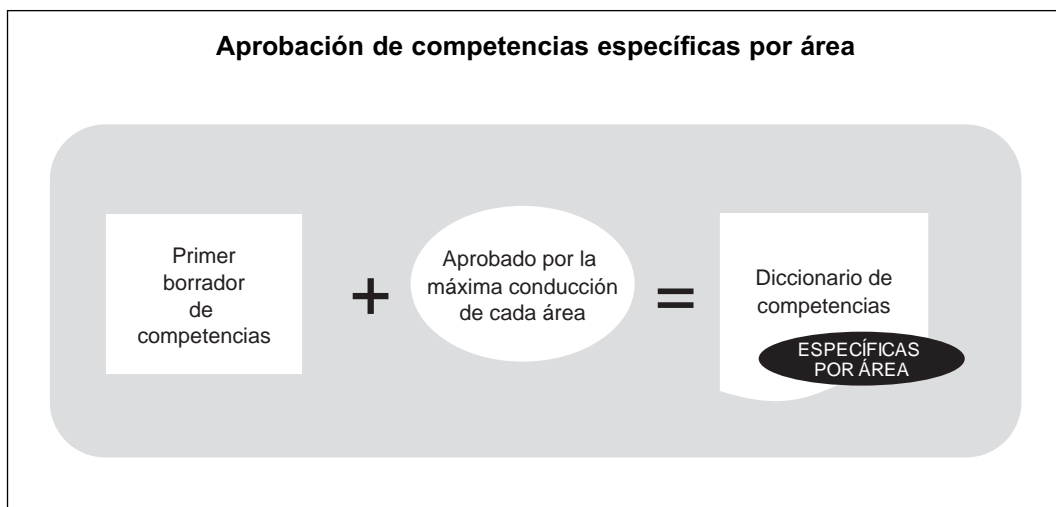 Aprobación de competencias específicas por área
Primer
borrador
de
competencias
+
Aprobado por la
máxima conducción
de cada área
=
Diccionario de
competencias
ESPECÍFICAS
POR ÁREA